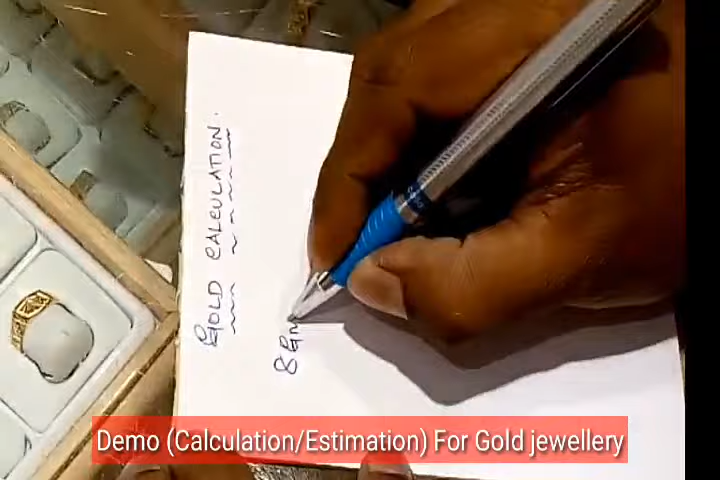 GOLD CALCULATION.
8Gm
Demo (Calculation/Estimation) For Gold jewellery